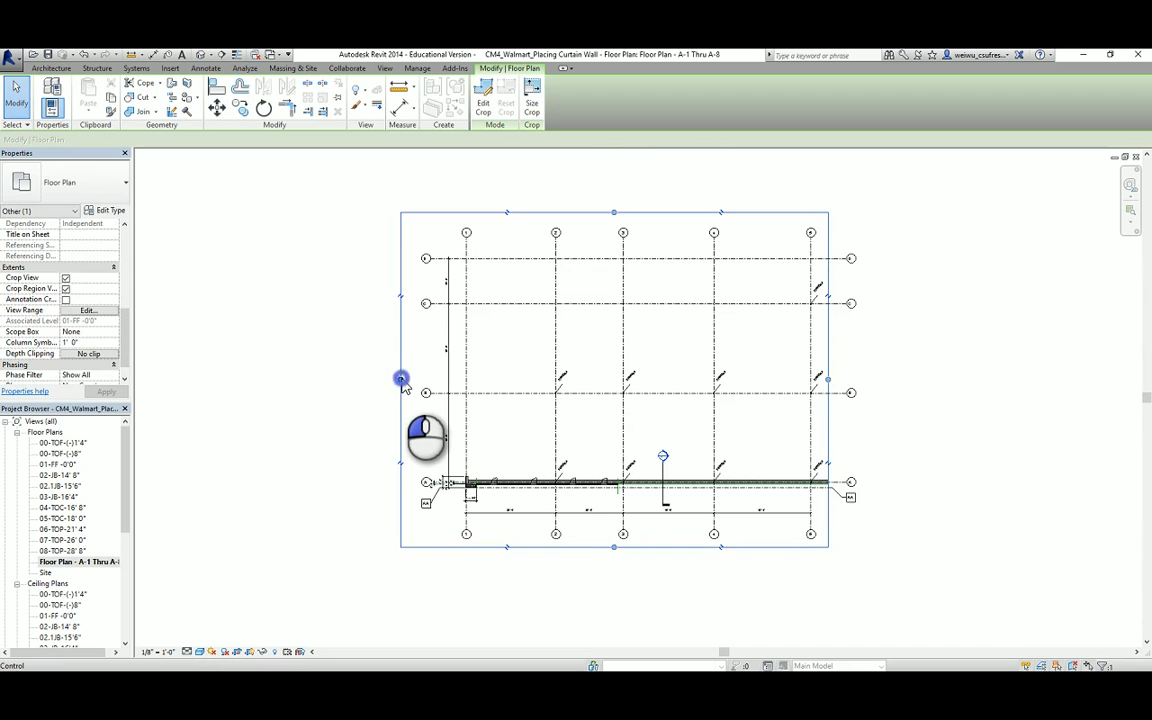 Autodesk Revit 2014 - Educational Version - CM4_Walmart_Placing Curtain Wall - Floor Plan: Floor Plan - A-1 Thru A-8
Type a keyword or phrase
weiwu_csufres...
Architecture Structure Systems Insert Annotate Analyze Massing & Site Collaborate View Manage Add-Ins Modify | Floor Plan
Modify
Paste
Cope
Cut
Join
Edit Crop
Reset Crop
Size Crop
Select Properties Clipboard Geometry Modify View Measure Create Mode Crop
Modify | Floor Plan
Properties
Floor Plan
Other (1)
Edit Type
Dependency Independent
Title on Sheet
Referencing S...
Referencing D...
Extents
Crop View
Crop Region V...
Annotation Cr...
View Range Edit...
Associated Level 01-FF -0'0"
Scope Box None
Column Symb... 1' 0"
Depth Clipping No clip
Phasing
Phase Filter Show All
Properties help
Apply
Project Browser - CM4_Walmart_Plac...
Views (all)
Floor Plans
00-TOF-(-)1'4"
00-TOF-(-)8"
01-FF -0'0"
02-JB-14' 8"
02.1JB-15'6"
03-MB-16'4"
04-TOC-16' 8"
05-TOC-18' 0"
06-TOP-21' 4"
07-TOP-26' 0"
08-TOP-28' 8"
Floor Plan - A-1 Thru A-8
Site
Ceiling Plans
00-TOF-(-)1'4"
00-TOF-(-)8"
01-FF -0'0"
02-JB-14' 8"
02.1JB-15'6"
1/8" = 1'-0"
Control
:0
Main Model